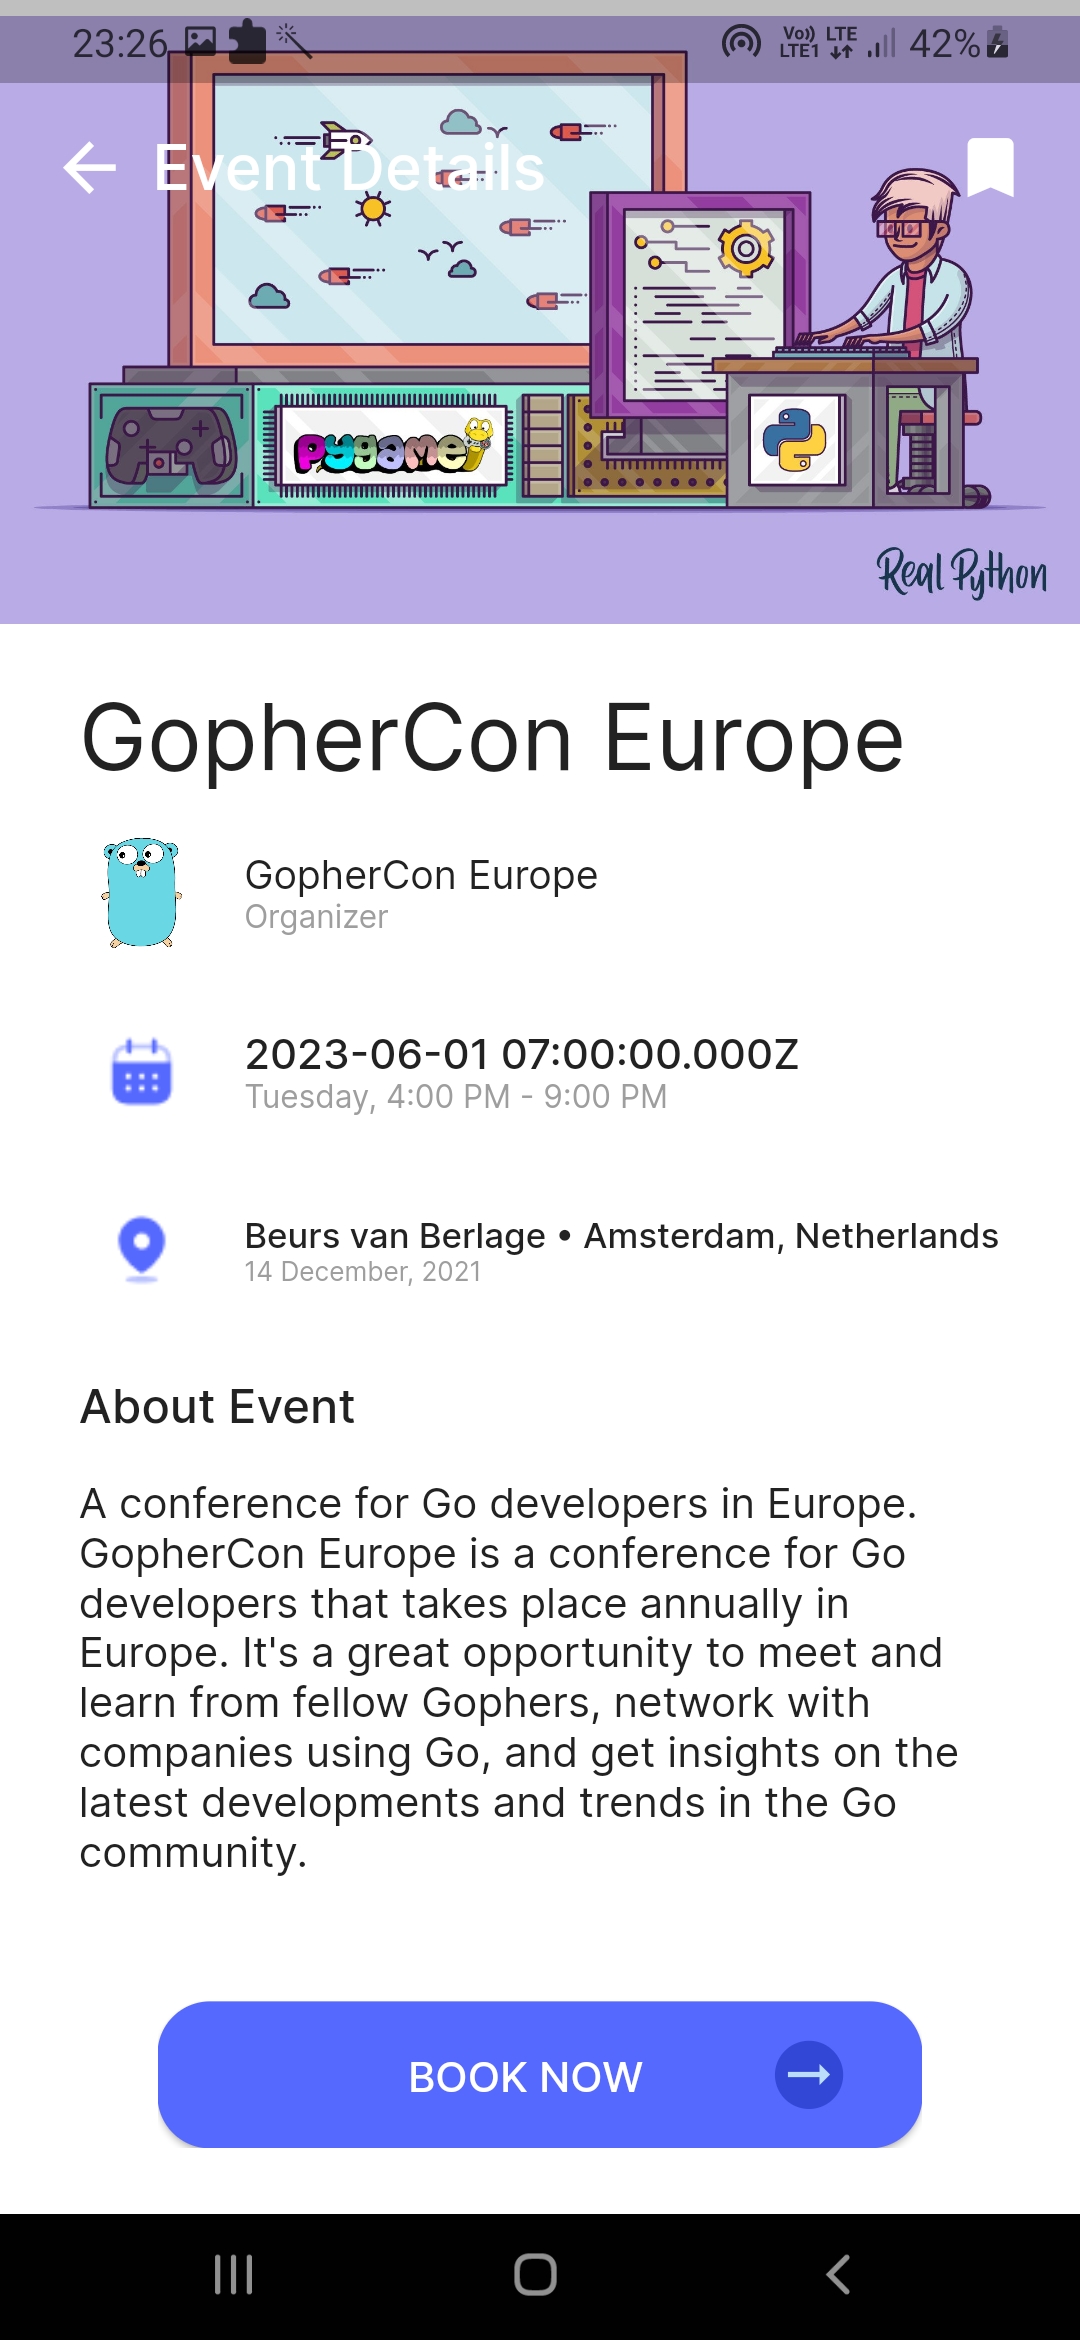 23:26 Vo)) LTE 42%
LTE1
Event Details
pygame
Real Python
GopherCon Europe
GopherCon Europe
Organizer
2023-06-01 07:00:00.000Z
Tuesday, 4:00 PM - 9:00 PM
Beurs van Berlage • Amsterdam, Netherlands
14 December, 2021
About Event
A conference for Go developers in Europe.
GopherCon Europe is a conference for Go
developers that takes place annually in
Europe. It's a great opportunity to meet and
learn from fellow Gophers, network with
companies using Go, and get insights on the
latest developments and trends in the Go
community.
BOOK NOW